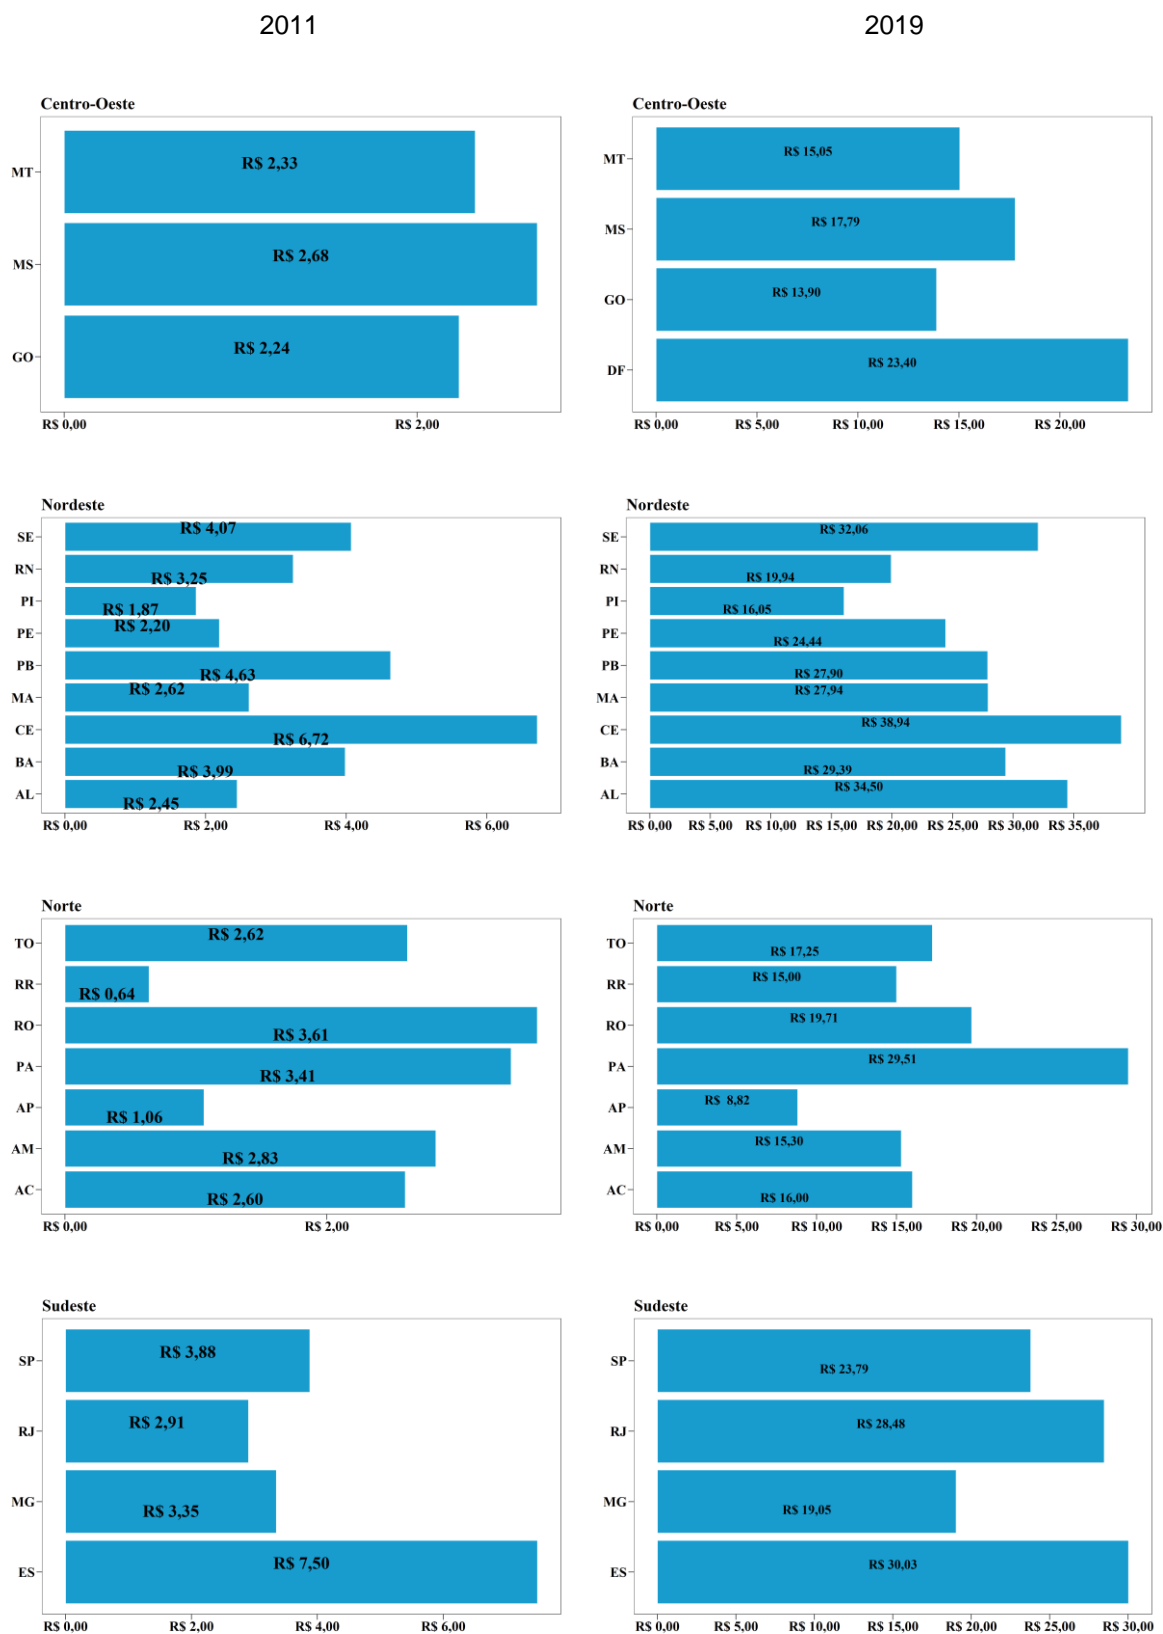 2011
2019
Centro-Oeste
MT
R$ 2,33
MS
R$ 2,68
GO
R$ 2,24
R$ 0,00 R$ 2,00
Centro-Oeste
MT
R$ 15,05
MS
R$ 17,79
GO
R$ 13,90
DF
R$ 23,40
R$ 0,00 R$ 5,00 R$ 10,00 R$ 15,00 R$ 20,00
Nordeste
SE
R$ 4,07
RN
R$ 3,25
PI
R$ 1,87
PE
R$ 2,20
PB
R$ 4,63
MA
R$ 2,62
CE
R$ 6,72
BA
R$ 3,99
AL
R$ 2,45
R$ 0,00 R$ 2,00 R$ 4,00 R$ 6,00
Nordeste
SE
R$ 32,06
RN
R$ 19,94
PI
R$ 16,05
PE
R$ 24,44
PB
R$ 27,90
MA
R$ 27,94
CE
R$ 38,94
BA
R$ 29,39
AL
R$ 34,50
R$ 0,00 R$ 5,00 R$ 10,00 R$ 15,00 R$ 20,00 R$ 25,00 R$ 30,00 R$ 35,00
Norte
TO
R$ 2,62
RR
R$ 0,64
RO
R$ 3,61
PA
R$ 3,41
AP
R$ 1,06
AM
R$ 2,83
AC
R$ 2,60
R$ 0,00 R$ 2,00
Norte
TO
R$ 17,25
RR
R$ 15,00
RO
R$ 19,71
PA
R$ 29,51
AP
R$ 8,82
AM
R$ 15,30
AC
R$ 16,00
R$ 0,00 R$ 5,00 R$ 10,00 R$ 15,00 R$ 20,00 R$ 25,00 R$ 30,00
Sudeste
SP
R$ 3,88
RJ
R$ 2,91
MG
R$ 3,35
ES
R$ 7,50
R$ 0,00 R$ 2,00 R$ 4,00 R$ 6,00
Sudeste
SP
R$ 23,79
RJ
R$ 28,48
MG
R$ 19,05
ES
R$ 30,03
R$ 0,00 R$ 5,00 R$ 10,00 R$ 15,00 R$ 20,00 R$ 25,00 R$ 30,00